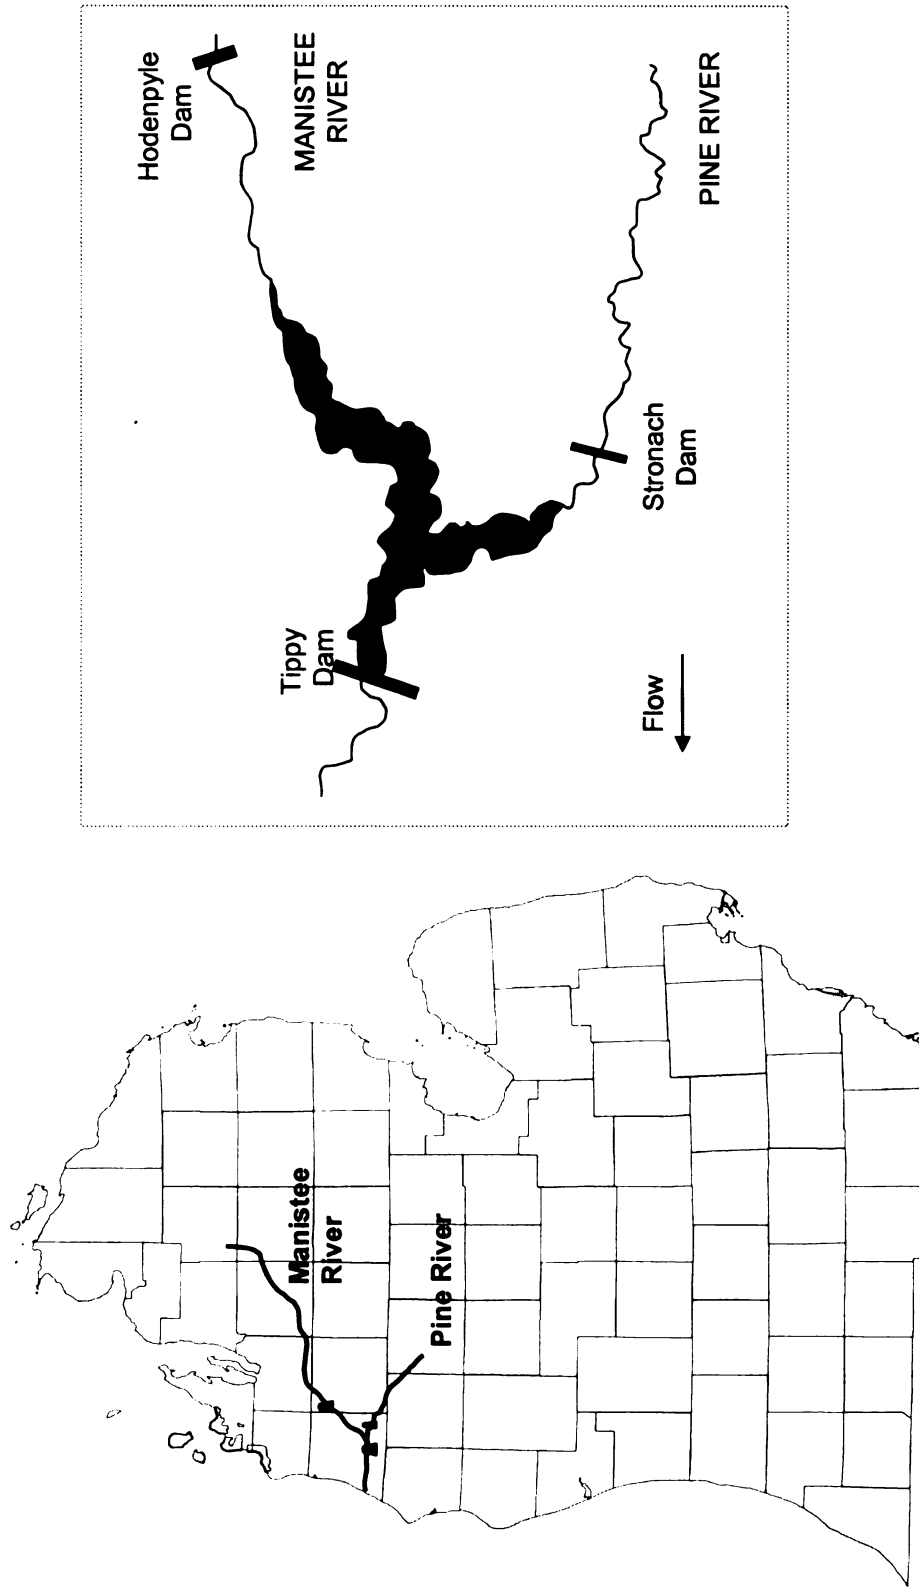 Hodenpyle
Dam
MANISTEE
RIVER
PINE RIVER
Stronach
Dam
Tippy
Dam
Flow
Manistee
River
Pine River